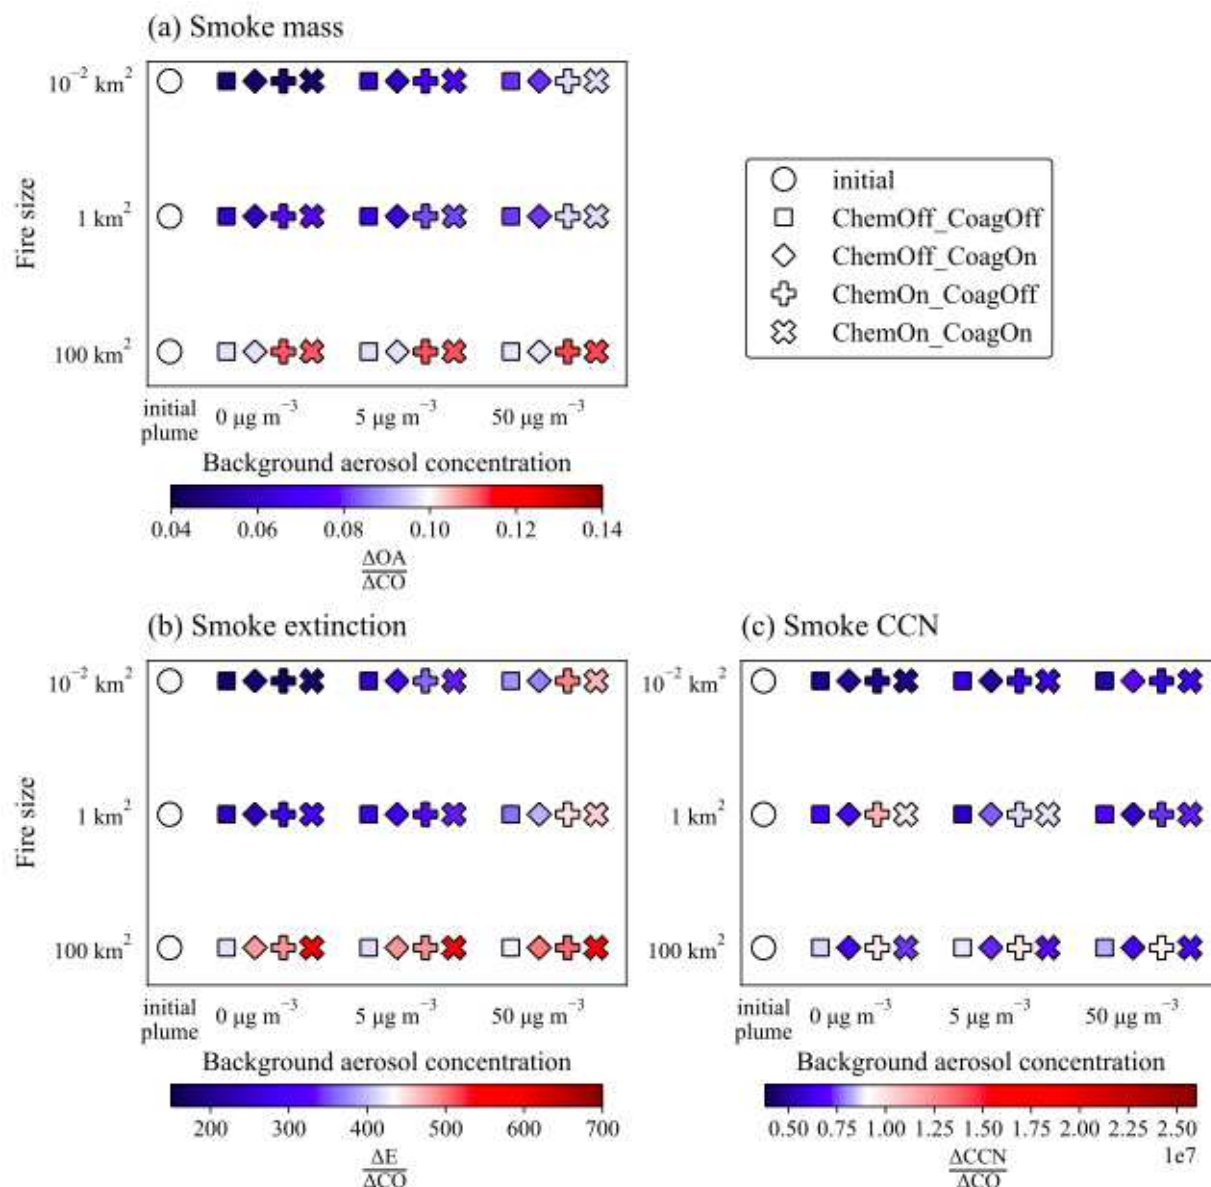 (a) Smoke mass
10⁻² km²
1 km²
100 km²
Fire size
initial plume
0 μg m⁻³
5 μg m⁻³
50 μg m⁻³
Background aerosol concentration
0.04 0.06 0.08 0.10 0.12 0.14
ΔOA
ΔCO
initial
ChemOff_CoagOff
ChemOff_CoagOn
ChemOn_CoagOff
ChemOn_CoagOn
(b) Smoke extinction
10⁻² km²
1 km²
100 km²
Fire size
initial plume
0 μg m⁻³
5 μg m⁻³
50 μg m⁻³
Background aerosol concentration
200 300 400 500 600 700
ΔE
ΔCO
(c) Smoke CCN
10⁻² km²
1 km²
100 km²
initial plume
0 μg m⁻³
5 μg m⁻³
50 μg m⁻³
Background aerosol concentration
0.50 0.75 1.00 1.25 1.50 1.75 2.00 2.25 2.50
1e7
ΔCCN
ΔCO